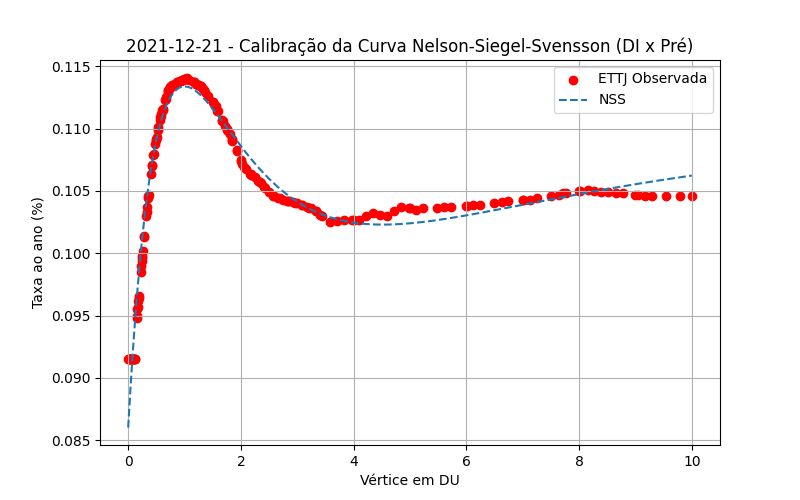 2021-12-21 - Calibração da Curva Nelson-Siegel-Svensson (DI x Pré)
ETTJ Observada
NSS
Taxa ao ano (%)
0.115
0.110
0.105
0.100
0.095
0.090
0.085
0 2 4 6 8 10
Vértice em DU